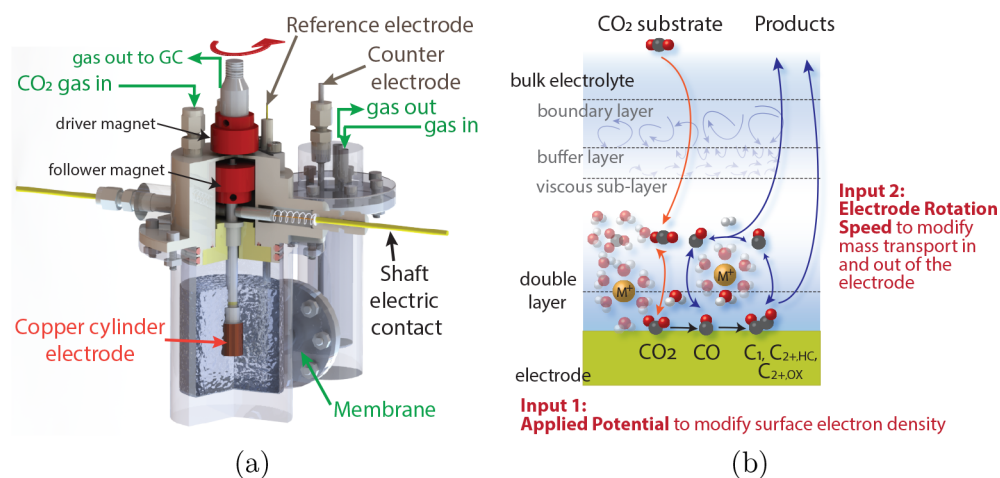 Reference electrode
gas out to GC
Counter
electrode
CO2 gas in
gas out
gas in
driver magnet
follower magnet
Shaft
electric
contact
Copper cylinder
electrode
Membrane
(a)
CO2 substrate
Products
bulk electrolyte
boundary layer
buffer layer
viscous sub-layer
Input 2:
Electrode Rotation
Speed to modify
mass transport in
and out of the
electrode
double
layer
M+
M+
CO2
CO
C1, C2+,HC,
C2+,OX
electrode
Input 1:
Applied Potential to modify surface electron density
(b)